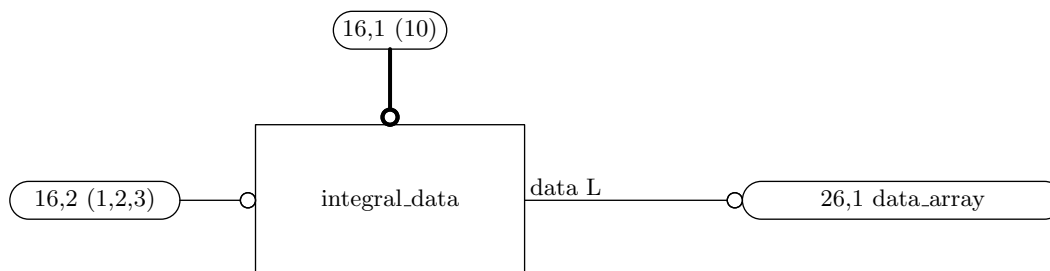 16,1 (10)
16,2 (1,2,3)
integral_data
data L
26,1 data_array